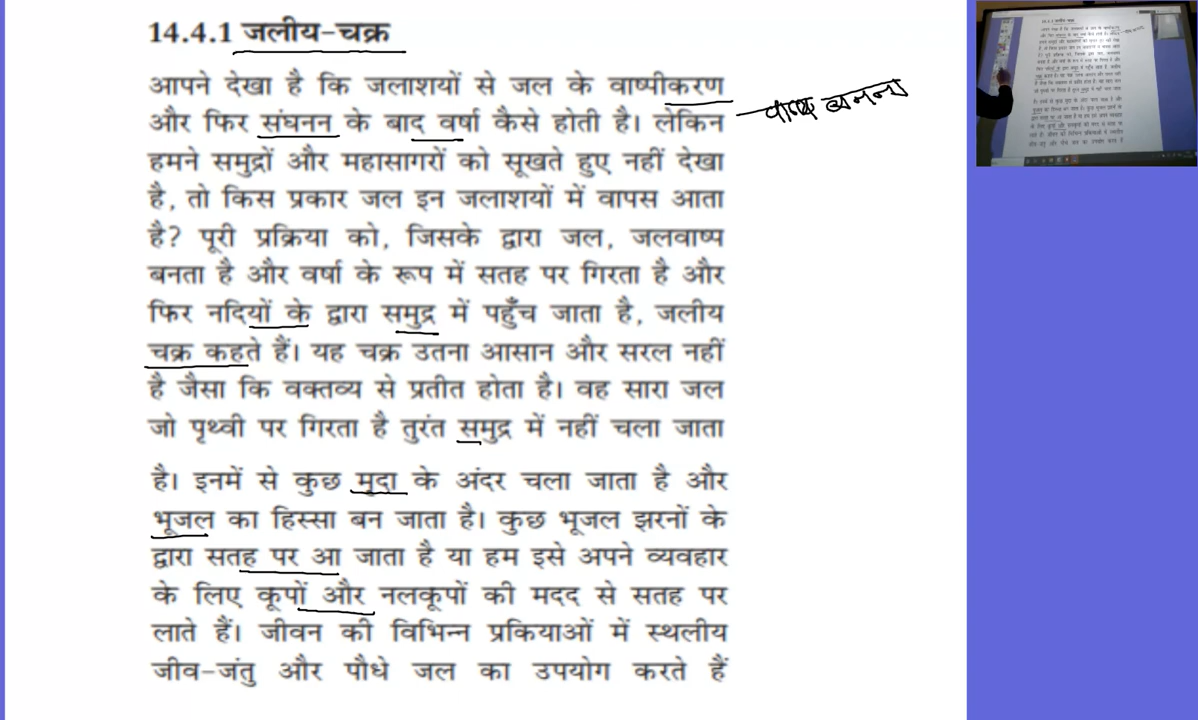 14.4.1 जलीय-चक्र
आपने देखा है कि जलाशयों से जल के वाष्पीकरण
और फिर संघनन के बाद वर्षा कैसे होती है। लेकिन
वाष्प बनना
हमने समुद्रों और महासागरों को सूखते हुए नहीं देखा
है, तो किस प्रकार जल इन जलाशयों में वापस आता
है? पूरी प्रक्रिया को, जिसके द्वारा जल, जलवाष्प
बनता है और वर्षा के रूप में सतह पर गिरता है और
फिर नदियों के द्वारा समुद्र में पहुँच जाता है, जलीय
चक्र कहते हैं। यह चक्र उतना आसान और सरल नहीं
है जैसा कि वक्तव्य से प्रतीत होता है। वह सारा जल
जो पृथ्वी पर गिरता है तुरंत समुद्र में नहीं चला जाता
है। इनमें से कुछ मृदा के अंदर चला जाता है और
भूजल का हिस्सा बन जाता है। कुछ भूजल झरनों के
द्वारा सतह पर आ जाता है या हम इसे अपने व्यवहार
के लिए कूपों और नलकूपों की मदद से सतह पर
लाते हैं। जीवन की विभिन्न प्रकियाओं में स्थलीय
जीव-जंतु और पौधे जल का उपयोग करते हैं